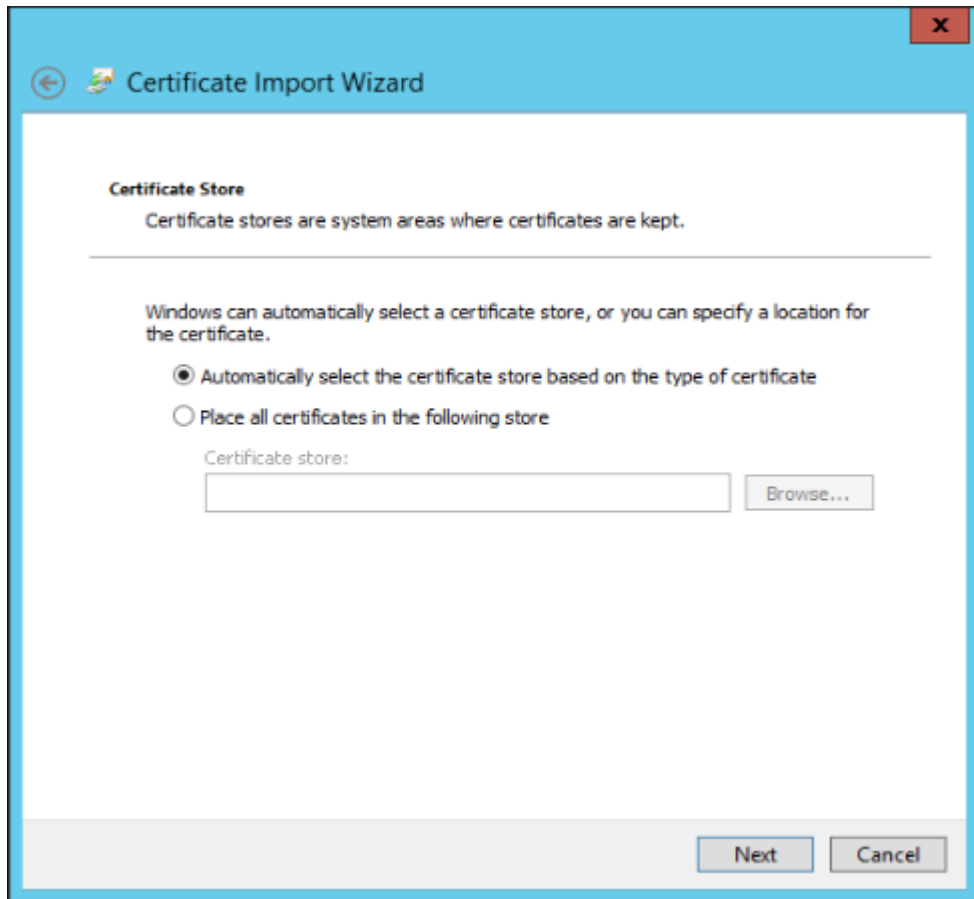 x
Certificate Import Wizard
Certificate Store
Certificate stores are system areas where certificates are kept.
Windows can automatically select a certificate store, or you can specify a location for
the certificate.
Automatically select the certificate store based on the type of certificate
Place all certificates in the following store
Certificate store:
Browse...
Next
Cancel